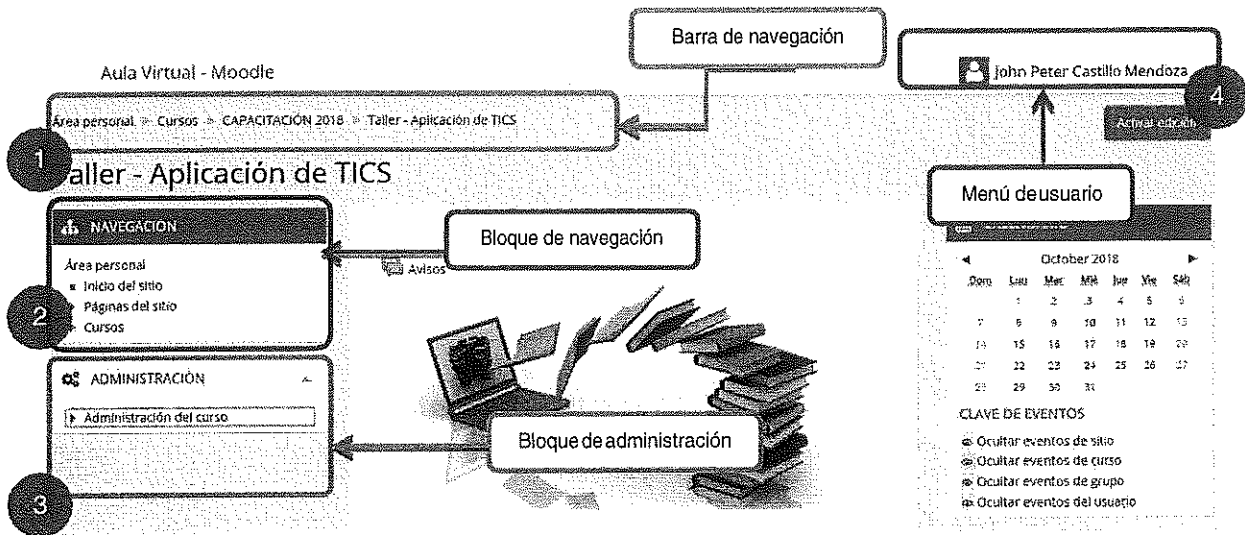 Barra de navegación
Aula Virtual - Moodle
John Peter Castillo Mendoza
4
Área personal » Cursos » CAPACITACIÓN 2018 » Taller - Aplicación de TICS
Activar edición
1
aller - Aplicación de TICS
Menú de usuario
NAVEGACIÓN
Bloque de navegación
Área personal
Avisos
Inicio del sitio
Páginas del sitio
2
Cursos
ADMINISTRACIÓN
Administración del curso
Bloque de administración
3
◄ October 2018 ►
Dom Lun Mar Mié Jue Vie Sáb
1 2 3 4 5 6
7 8 9 10 11 12 13
14 15 16 17 18 19 20
21 22 23 24 25 26 27
28 29 30 31
CLAVE DE EVENTOS
Ocultar eventos de sitio
Ocultar eventos de curso
Ocultar eventos de grupo
Ocultar eventos del usuario